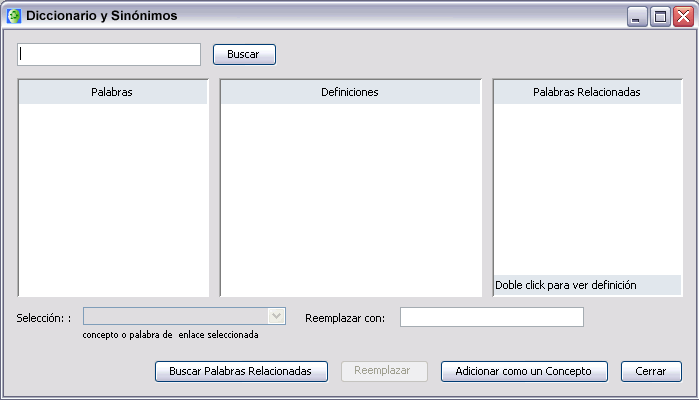 Diccionario y Sinónimos
Buscar
Palabras
Definiciones
Palabras Relacionadas
Doble click para ver definición
Selección: :
Reemplazar con:
concepto o palabra de enlace seleccionada
Buscar Palabras Relacionadas
Reemplazar
Adicionar como un Concepto
Cerrar